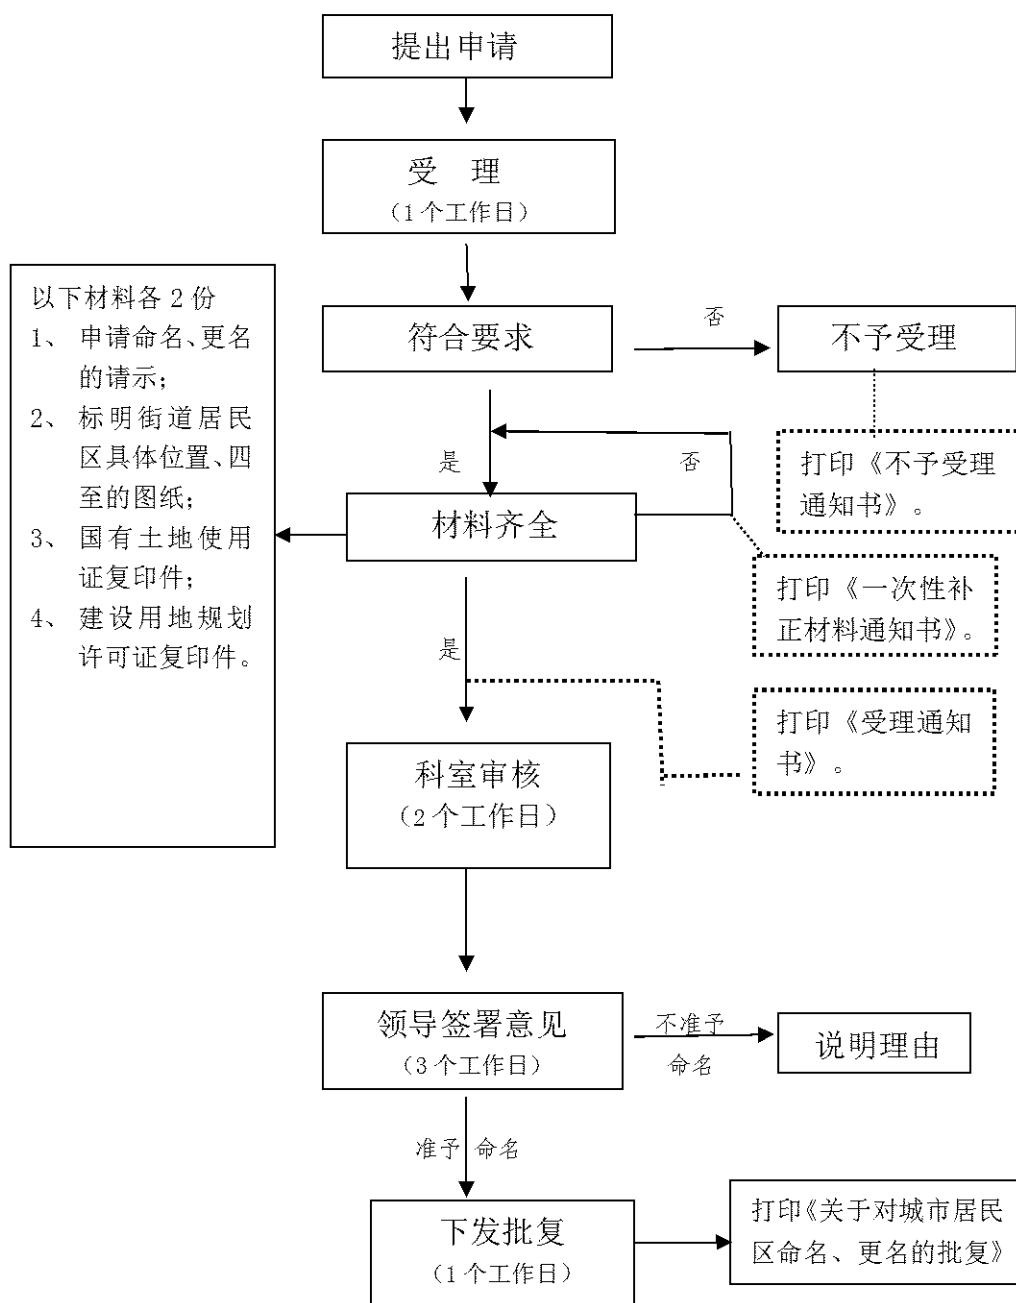 提出申请
受 理
（1个工作日）
以下材料各 2 份
1、 申请命名、更名
的请示；
2、 标明街道居民
区具体位置、四
至的图纸；
3、 国有土地使用
证复印件；
4、 建设用地规划
许可证复印件。
符合要求
否
不予受理
打印《不予受理
通知书》。
是
否
材料齐全
打印《一次性补
正材料通知书》。
是
打印《受理通知
书》。
科室审核
（2个工作日）
领导签署意见
（3个工作日）
不准予
命名
说明理由
准予 命名
下发批复
（1个工作日）
打印《关于对城市居民
区命名、更名的批复》